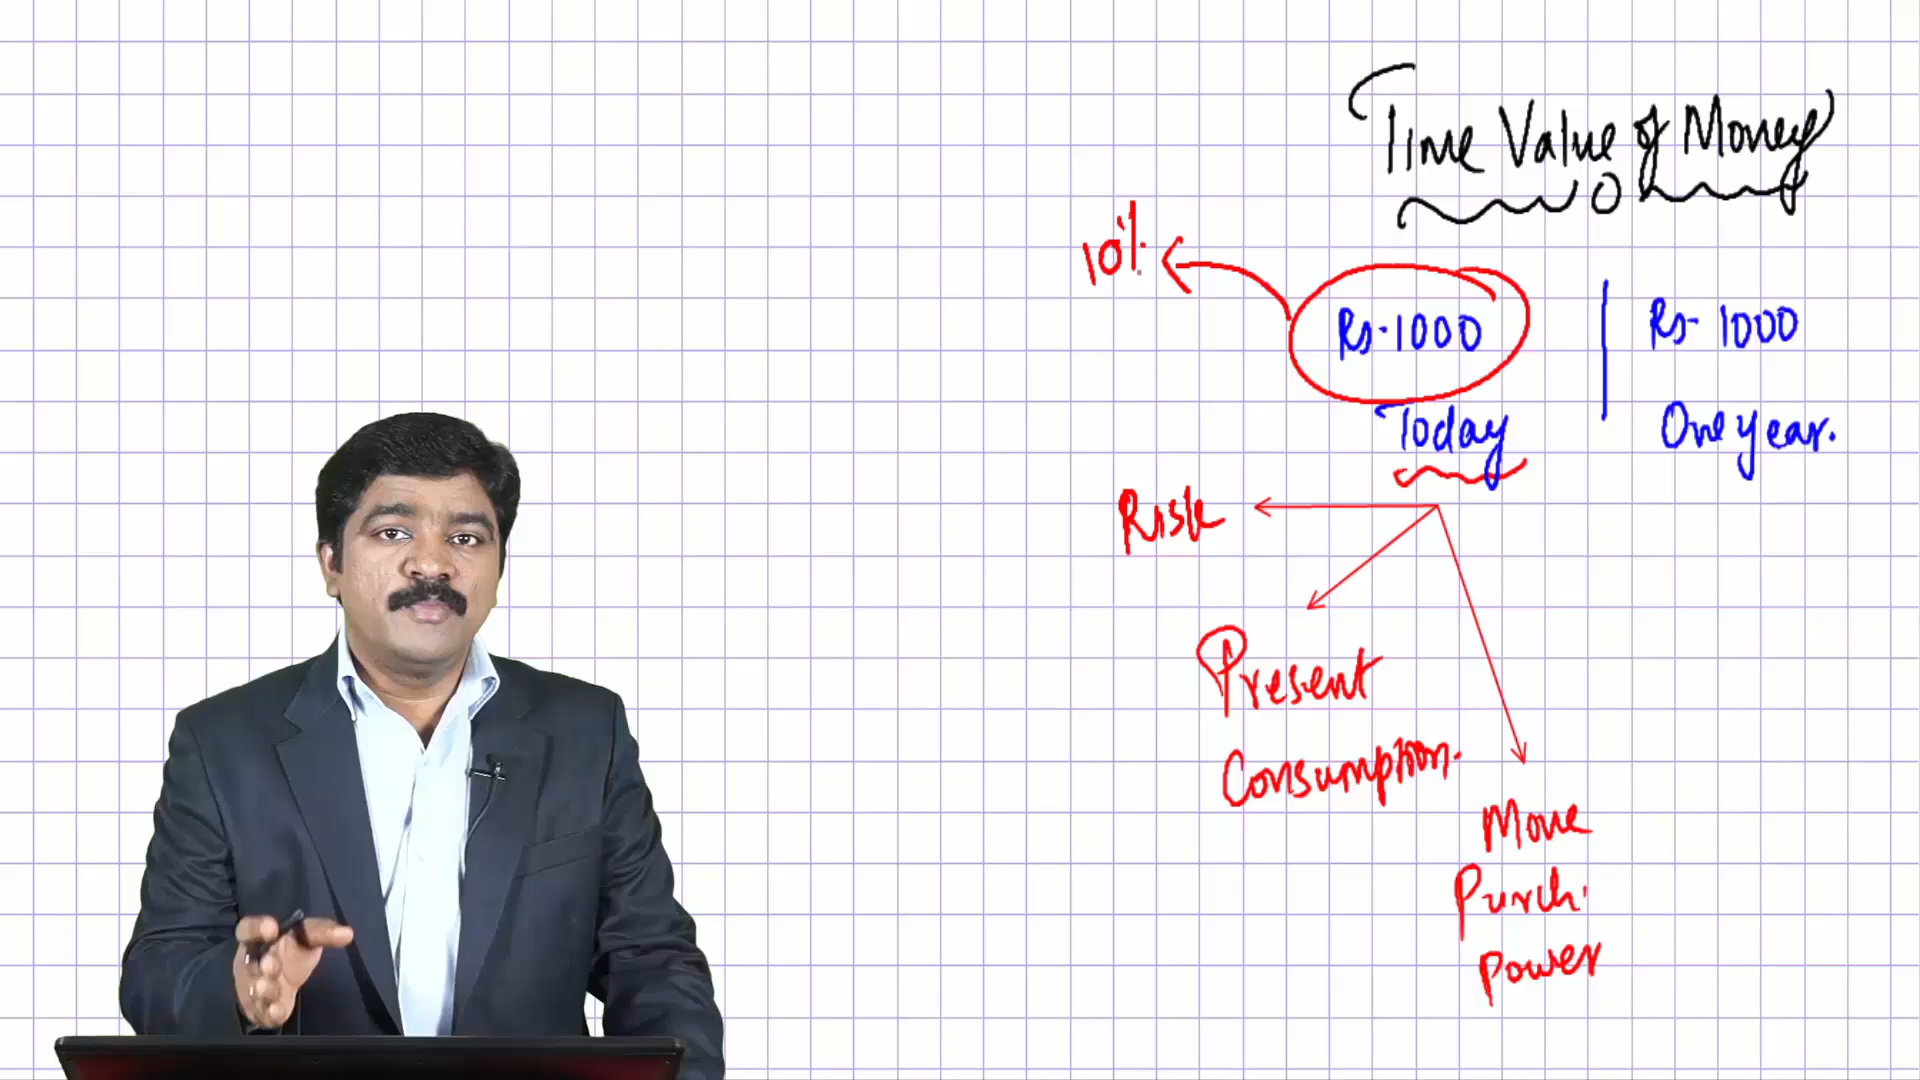 Time Value of Money
10%
Rs. 1000 | Rs- 1000
Today
One year.
Risk
Present
Consumption.
More
Purch.
Power